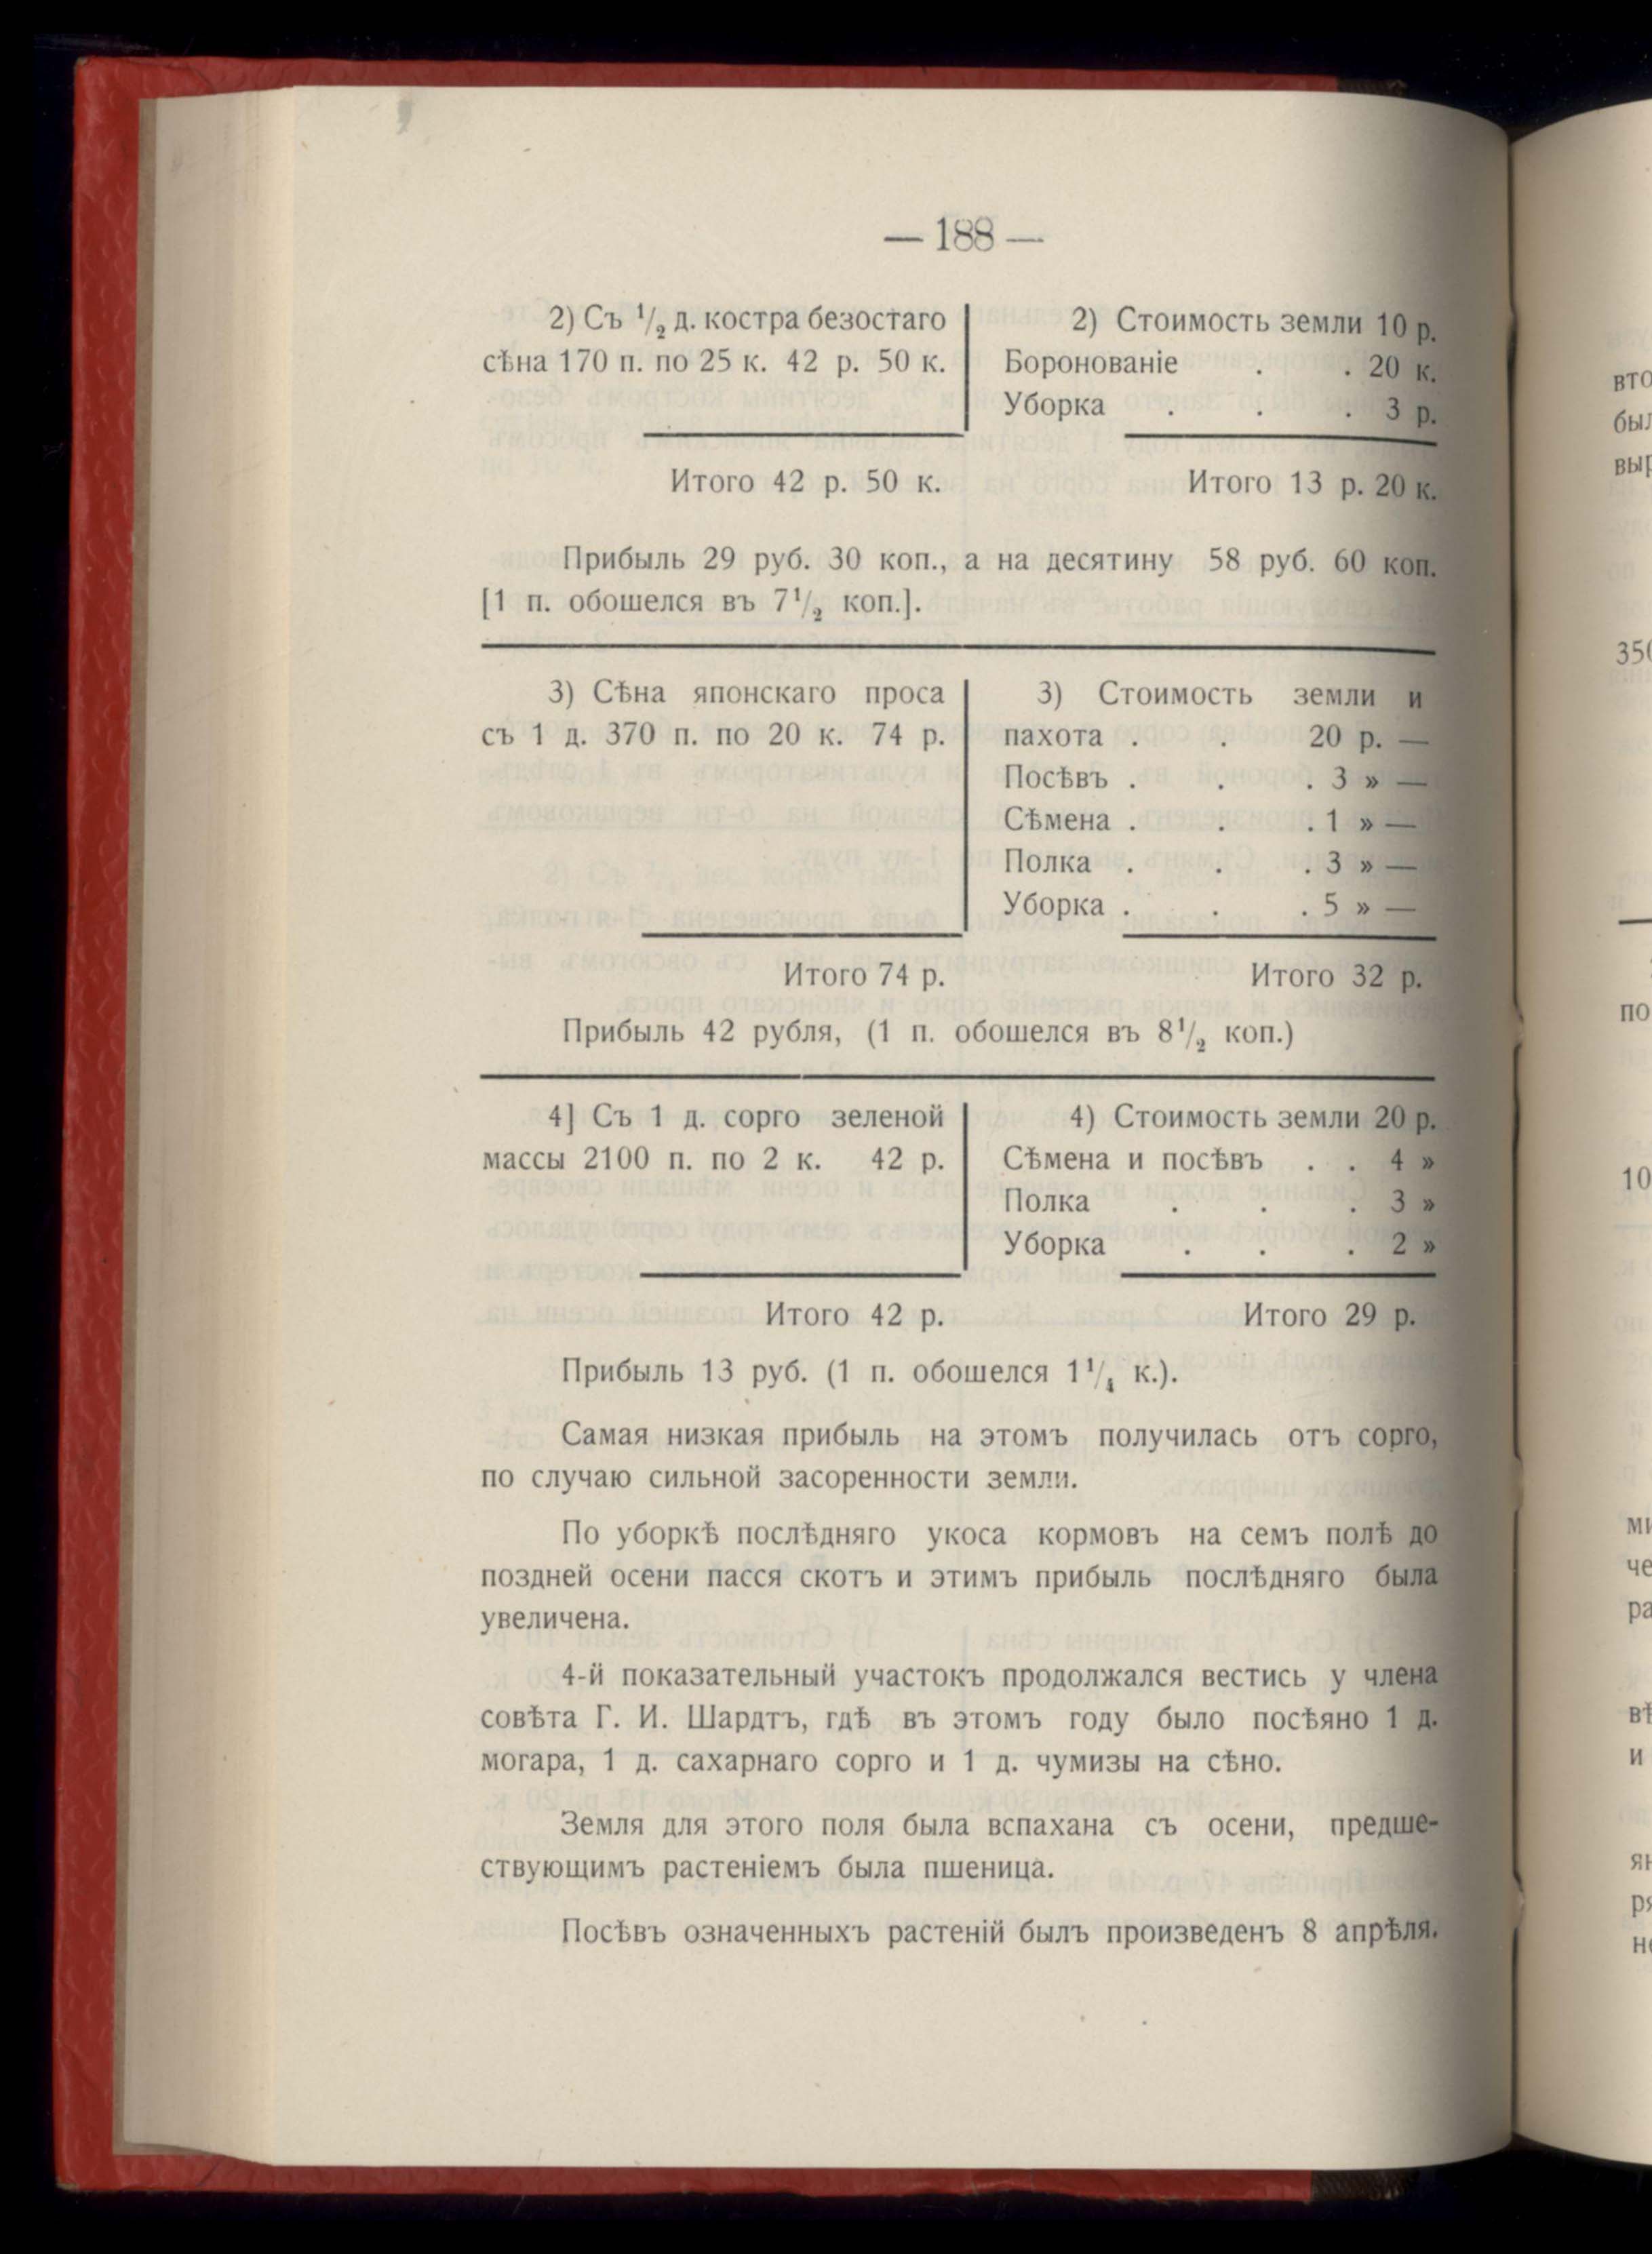 — 188 —
2) Съ 1/2 д. костра безостаго
сѣна 170 п. по 25 к. 42 р. 50 к.
Итого 42 р. 50 к.
2) Стоимость земли 10 р.
Боронованіе . . 20 к.
Уборка . . . 3 р.
Итого 13 р. 20 к.
Прибыль 29 руб. 30 коп., а на десятину 58 руб. 60 коп.
[1 п. обошелся въ 7 1/2 коп.].
3) Сѣна японскаго проса
съ 1 д. 370 п. по 20 к. 74 р.
Итого 74 р.
3) Стоимость земли и
пахота . . 20 р. —
Посѣвъ . . . 3 » —
Сѣмена . . . 1 » —
Полка . . . 3 » —
Уборка . . . 5 » —
Итого 32 р.
Прибыль 42 рубля, (1 п. обошелся въ 8 1/2 коп.)
4] Съ 1 д. сорго зеленой
массы 2100 п. по 2 к. 42 р.
Итого 42 р.
4) Стоимость земли 20 р.
Сѣмена и посѣвъ . . 4 »
Полка . . . 3 »
Уборка . . . 2 »
Итого 29 р.
Прибыль 13 руб. (1 п. обошелся 1 1/4 к.).
Самая низкая прибыль на этомъ получилась отъ сорго,
по случаю сильной засоренности земли.
По уборкѣ послѣдняго укоса кормовъ на семъ полѣ до
поздней осени пасся скотъ и этимъ прибыль послѣдняго была
увеличена.
4-й показательный участокъ продолжался вестись у члена
совѣта Г. И. Шардтъ, гдѣ въ этомъ году было посѣяно 1 д.
могара, 1 д. сахарнаго сорго и 1 д. чумизы на сѣно.
Земля для этого поля была вспахана съ осени, предше-
ствующимъ растеніемъ была пшеница.
Посѣвъ означенныхъ растеній былъ произведенъ 8 апрѣля.